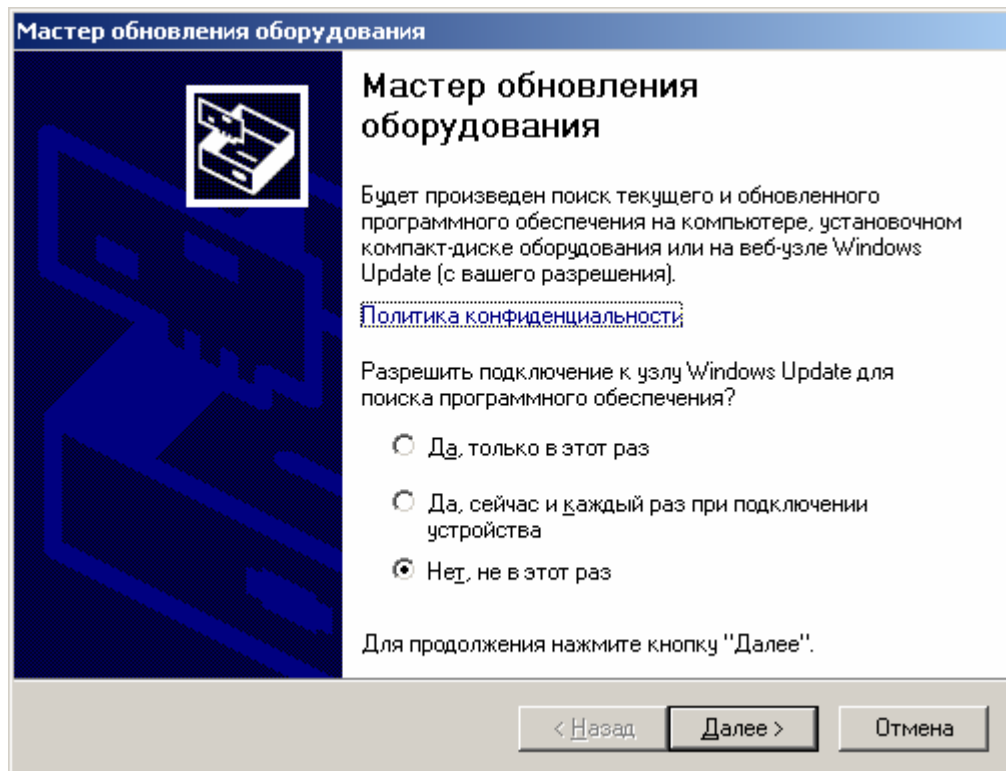 Мастер обновления оборудования
Мастер обновления
оборудования
Будет произведен поиск текущего и обновленного
программного обеспечения на компьютере, установочном
компакт-диске оборудования или на веб-узле Windows
Update (с вашего разрешения).
Политика конфиденциальности
Разрешить подключение к узлу Windows Update для
поиска программного обеспечения?
Да, только в этот раз
Да, сейчас и каждый раз при подключении
устройства
Нет, не в этот раз
Для продолжения нажмите кнопку "Далее".
< Назад Далее > Отмена